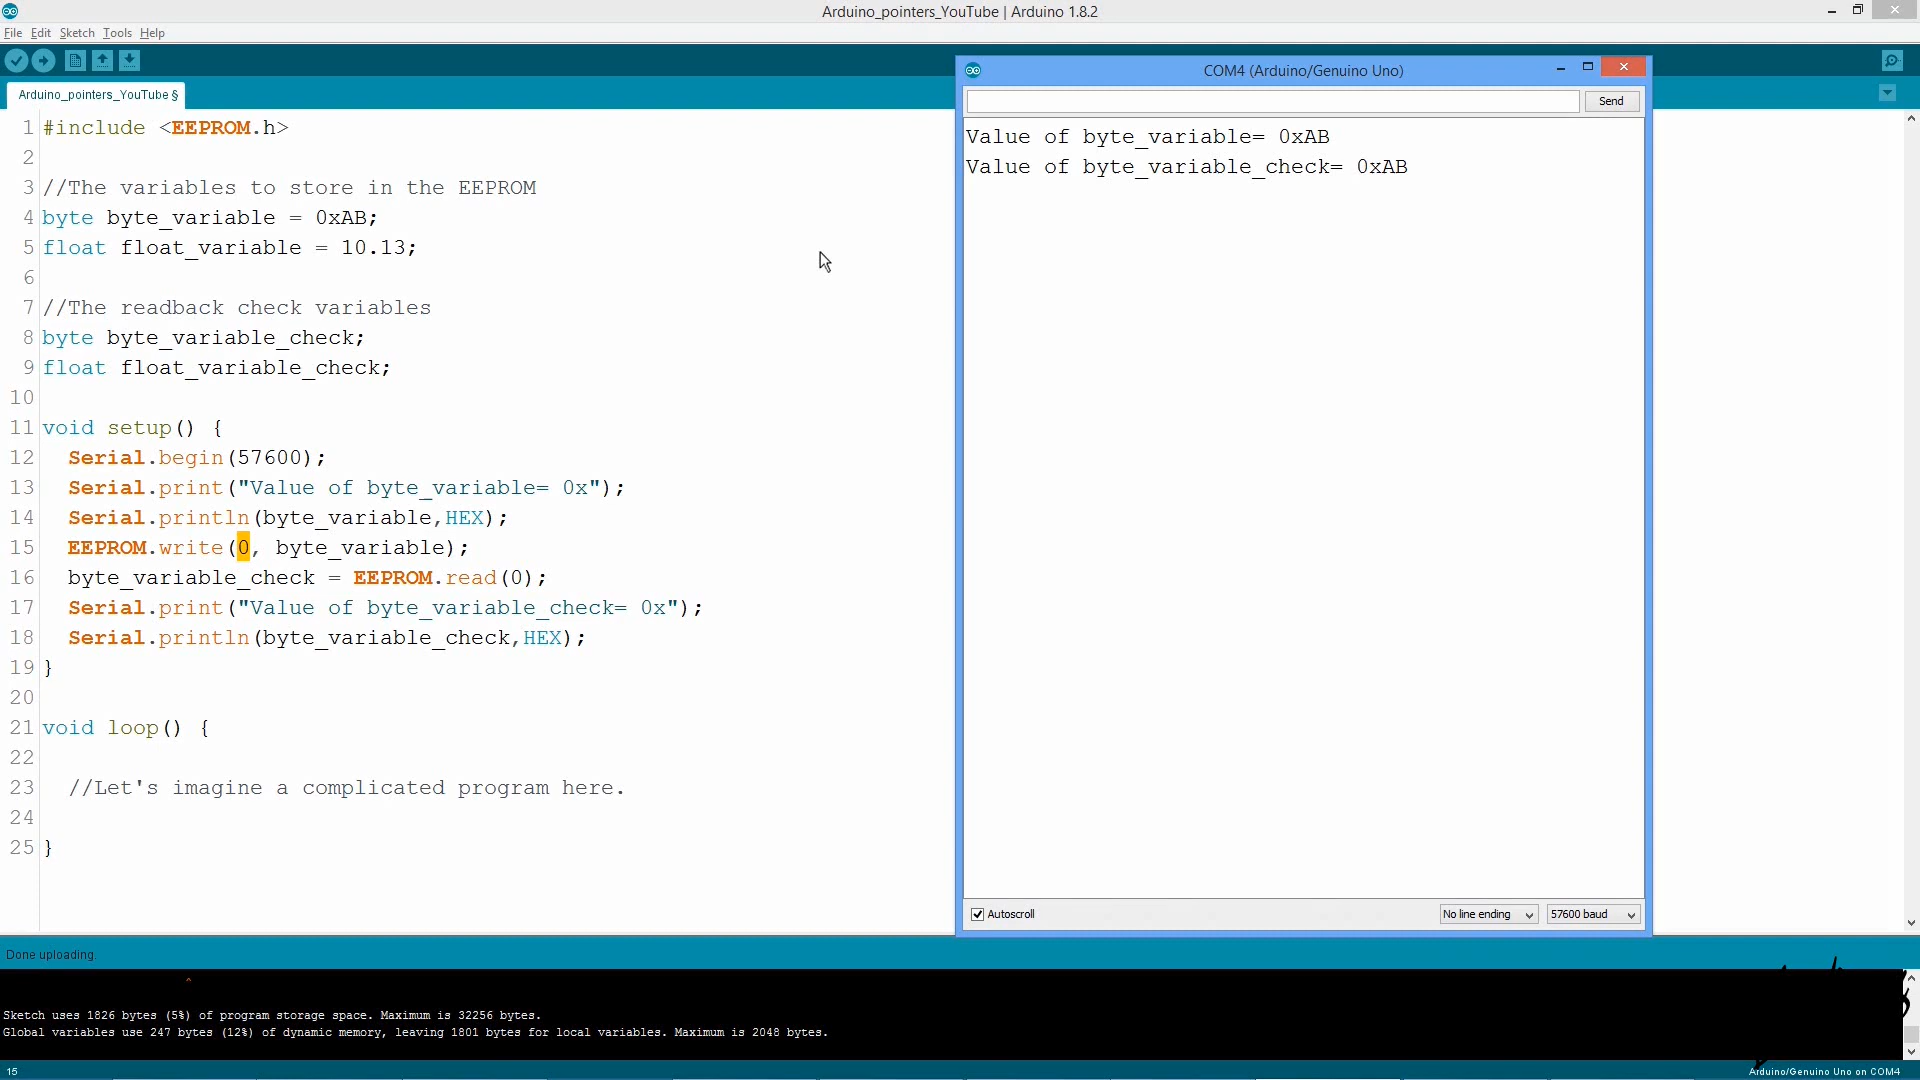 Arduino_pointers_YouTube | Arduino 1.8.2
File Edit Sketch Tools Help
Arduino_pointers_YouTube §
1 #include <EEPROM.h>
2
3 //The variables to store in the EEPROM
4 byte byte_variable = 0xAB;
5 float float_variable = 10.13;
6
7 //The readback check variables
8 byte byte_variable_check;
9 float float_variable_check;
10
11 void setup() {
12 Serial.begin(57600);
13 Serial.print("Value of byte_variable= 0x");
14 Serial.println(byte_variable,HEX);
15 EEPROM.write(0, byte_variable);
16 byte_variable_check = EEPROM.read(0);
17 Serial.print("Value of byte_variable_check= 0x");
18 Serial.println(byte_variable_check,HEX);
19 }
20
21 void loop() {
22
23 //Let's imagine a complicated program here.
24
25 }
COM4 (Arduino/Genuino Uno)
Send
Value of byte_variable= 0xAB
Value of byte_variable_check= 0xAB
Autoscroll
No line ending
57600 baud
Done uploading.
^
Sketch uses 1826 bytes (5%) of program storage space. Maximum is 32256 bytes.
Global variables use 247 bytes (12%) of dynamic memory, leaving 1801 bytes for local variables. Maximum is 2048 bytes.
15
Arduino/Genuino Uno on COM4